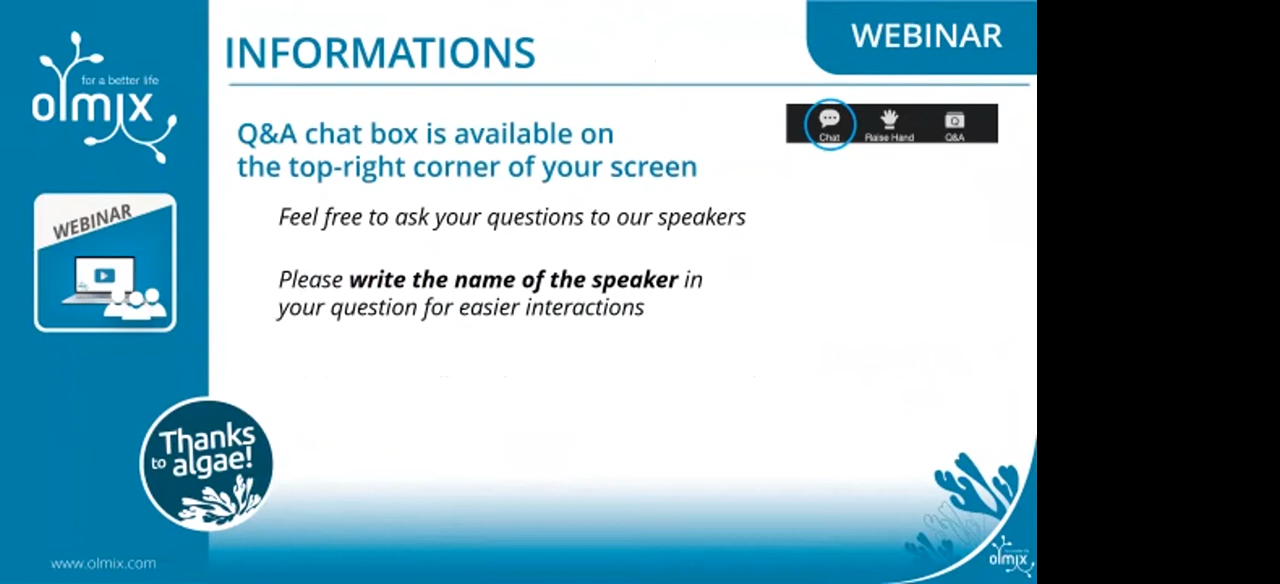 INFORMATIONS
WEBINAR
for a better life
olmix
Chat
Raise Hand
Q&A
Q&A chat box is available on
the top-right corner of your screen
WEBINAR
Feel free to ask your questions to our speakers
Please write the name of the speaker in
your question for easier interactions
Thanks
to algae!
www.olmix.com
olmix